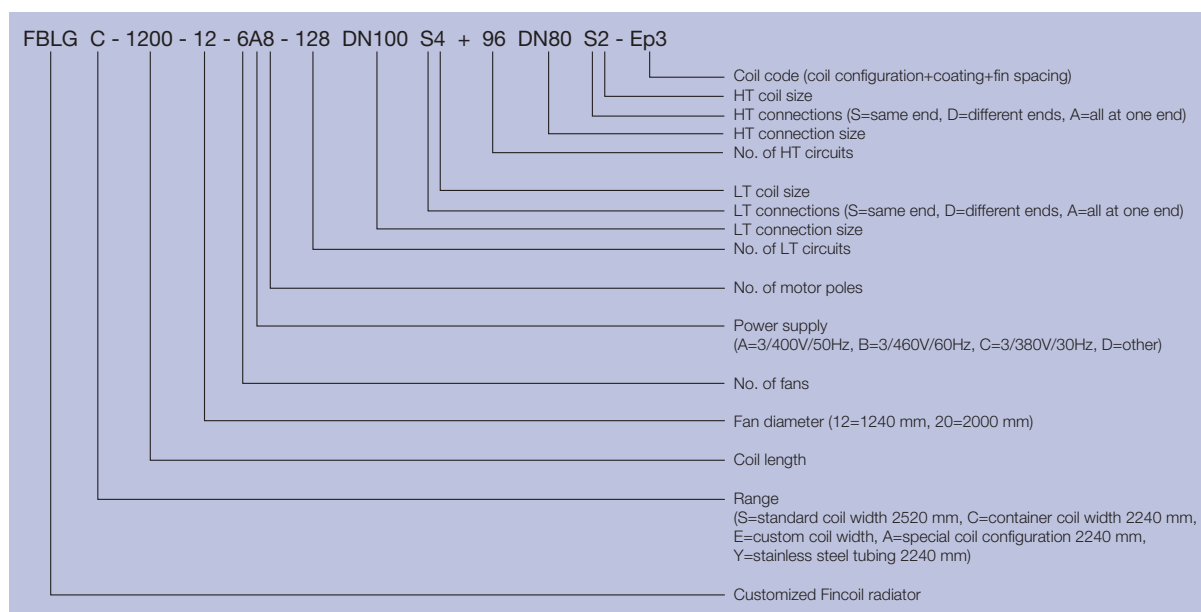 FBLG C - 1200 - 12 - 6A8 - 128 DN100 S4 + 96 DN80 S2 - Ep3
Coil code (coil configuration+coating+fin spacing)
HT coil size
HT connections (S=same end, D=different ends, A=all at one end)
HT connection size
No. of HT circuits
LT coil size
LT connections (S=same end, D=different ends, A=all at one end)
LT connection size
No. of LT circuits
No. of motor poles
Power supply
(A=3/400V/50Hz, B=3/460V/60Hz, C=3/380V/30Hz, D=other)
No. of fans
Fan diameter (12=1240 mm, 20=2000 mm)
Coil length
Range
(S=standard coil width 2520 mm, C=container coil width 2240 mm,
E=custom coil width, A=special coil configuration 2240 mm,
Y=stainless steel tubing 2240 mm)
Customized Fincoil radiator